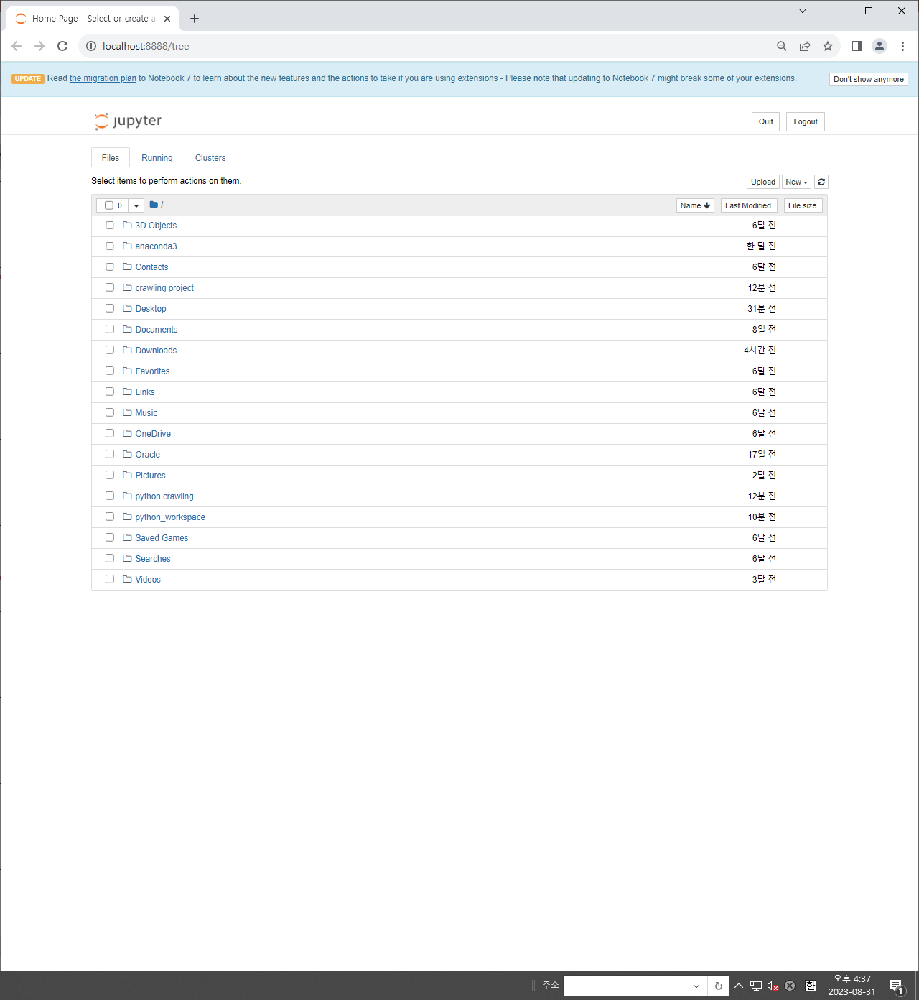 Home Page - Select or create a
localhost:8888/tree
UPDATE Read the migration plan to Notebook 7 to learn about the new features and the actions to take if you are using extensions - Please note that updating to Notebook 7 might break some of your extensions. Don't show anymore
jupyter Quit Logout
Files Running Clusters
Select items to perform actions on them. Upload New
0 / Name Last Modified File size
3D Objects 6달 전
anaconda3 한 달 전
Contacts 6달 전
crawling project 12분 전
Desktop 31분 전
Documents 8일 전
Downloads 4시간 전
Favorites 6달 전
Links 6달 전
Music 6달 전
OneDrive 6달 전
Oracle 17일 전
Pictures 2달 전
python crawling 12분 전
python_workspace 10분 전
Saved Games 6달 전
Searches 6달 전
Videos 3달 전
주소 한 오후 4:37
2023-08-31 1